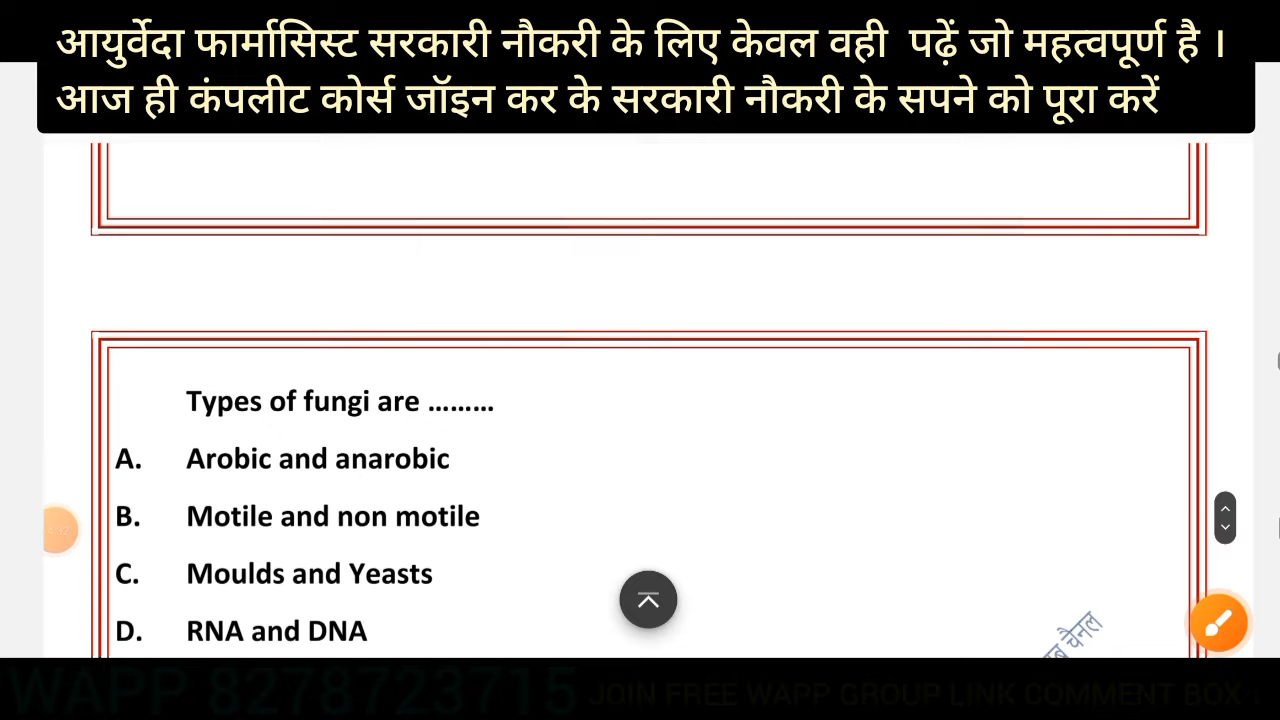 आयुर्वेदा फार्मासिस्ट सरकारी नौकरी के लिए केवल वही पढ़ें जो महत्वपूर्ण है ।
आज ही कंपलीट कोर्स जॉइन कर के सरकारी नौकरी के सपने को पूरा करें
Types of fungi are .........
A. Arobic and anarobic
B. Motile and non motile
C. Moulds and Yeasts
D. RNA and DNA
चैनल
WAPP 8278723715 JOIN FREE WAPP GROUP LINK COMMENT BOX